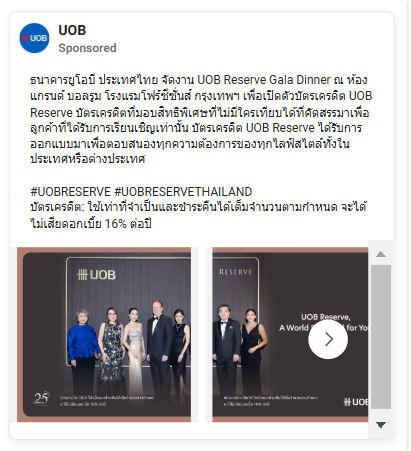 UOB
UOB
Sponsored
ธนาคารยูโอบี ประเทศไทย จัดงาน UOB Reserve Gala Dinner ณ ห้อง
แกรนด์ บอลรูม โรงแรมโฟร์ซีซั่นส์ กรุงเทพฯ เพื่อเปิดตัวบัตรเครดิต UOB
Reserve บัตรเครดิตที่มอบสิทธิพิเศษที่ไม่มีใครเทียบได้ที่คัดสรรมาเพื่อ
ลูกค้าที่ได้รับการเรียนเชิญเท่านั้น บัตรเครดิต UOB Reserve ได้รับการ
ออกแบบมาเพื่อตอบสนองทุกความต้องการของทุกไลฟ์สไตล์ทั้งใน
ประเทศหรือต่างประเทศ
#UOBRESERVE #UOBRESERVETHAILAND
บัตรเครดิต: ใช้เท่าที่จำเป็นและชำระคืนได้เต็มจำนวนตามกำหนด จะได้
ไม่เสียดอกเบี้ย 16% ต่อปี
UOB
RESERVE
UOB Reserve,
A World for You
25
UOB